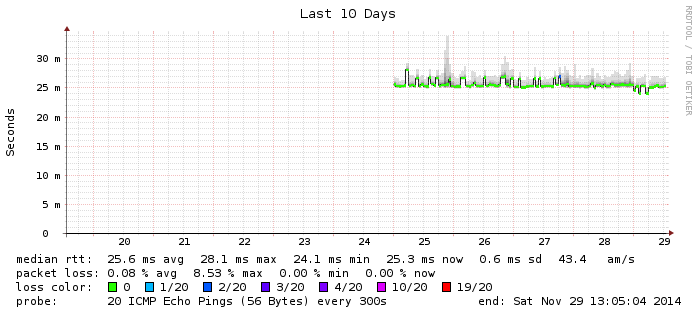 Last 10 Days
RRDTOOL / TOBI OETIKER
Seconds
30 m
25 m
20 m
15 m
10 m
5 m
0
20 21 22 23 24 25 26 27 28 29
median rtt: 25.6 ms avg 28.1 ms max 24.1 ms min 25.3 ms now 0.6 ms sd 43.4 am/s
packet loss: 0.08 % avg 8.53 % max 0.00 % min 0.00 % now
loss color: 0 1/20 2/20 3/20 4/20 10/20 19/20
probe: 20 ICMP Echo Pings (56 Bytes) every 300s end: Sat Nov 29 13:05:04 2014